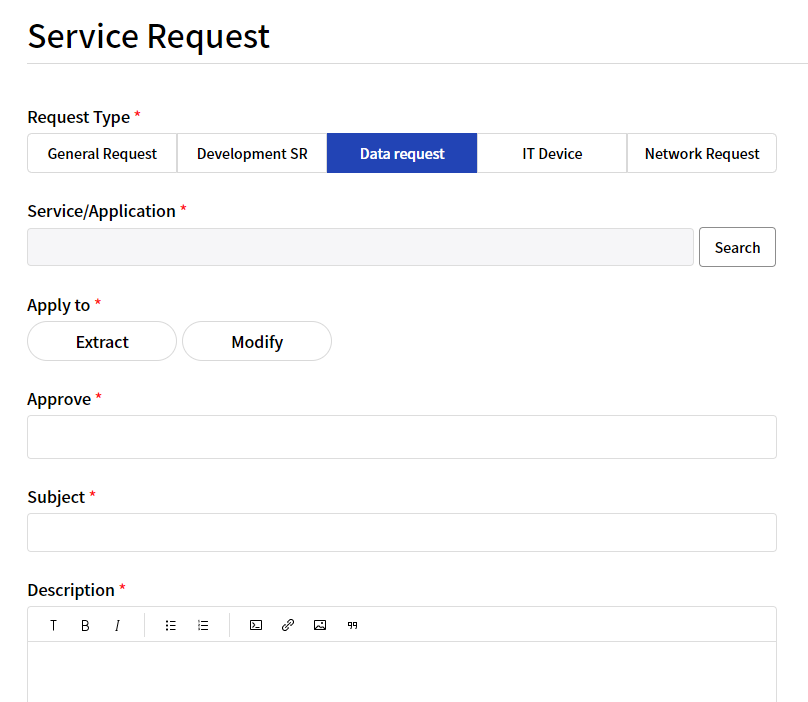 Service Request
Request Type *
General Request Development SR Data request IT Device Network Request
Service/Application *
Search
Apply to *
Extract Modify
Approve *
Subject *
Description *
T B I